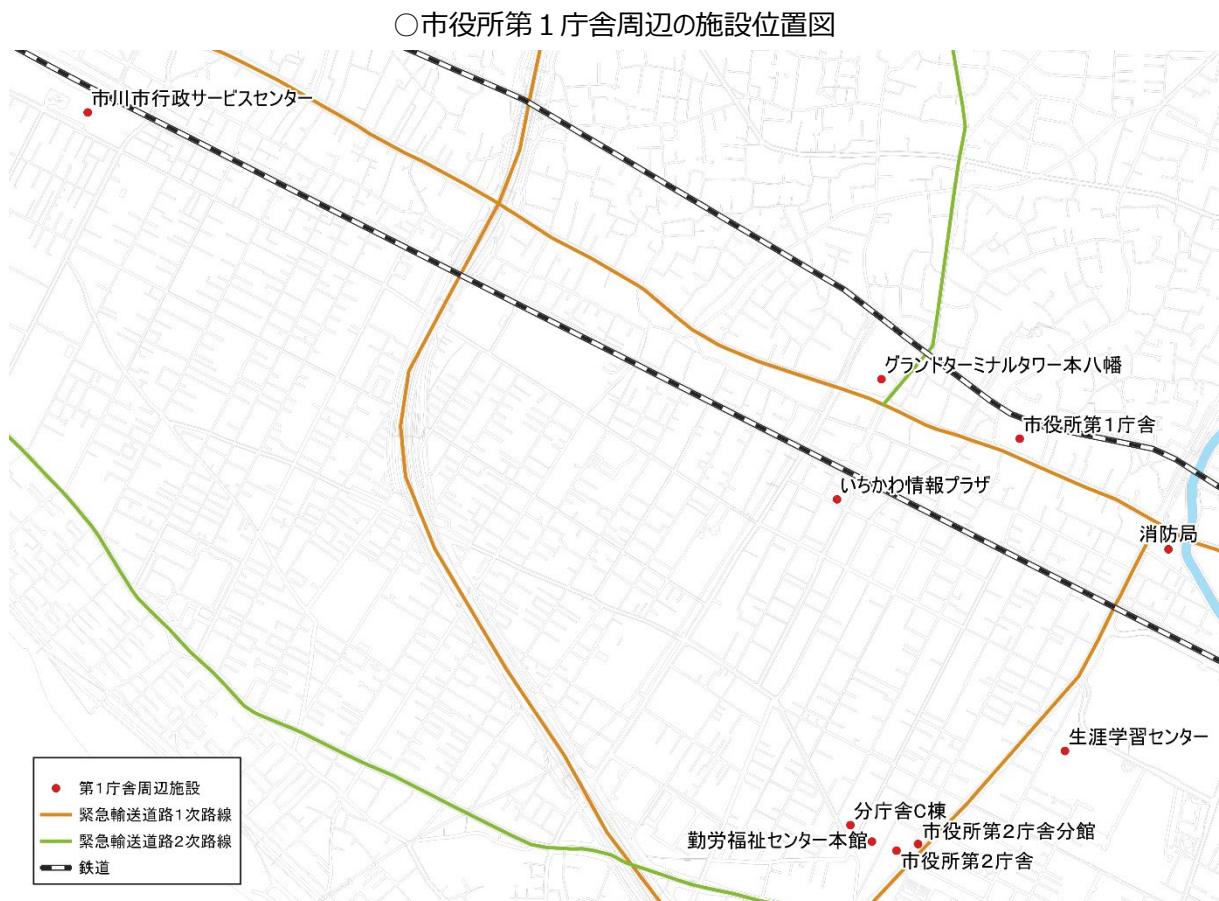 ○市役所第１庁舎周辺の施設位置図
市川市行政サービスセンター
グランドターミナルタワー本八幡
市役所第1庁舎
いちかわ情報プラザ
消防局
生涯学習センター
分庁舎C棟
市役所第2庁舎分館
勤労福祉センター本館
市役所第2庁舎
第1庁舎周辺施設
緊急輸送道路1次路線
緊急輸送道路2次路線
鉄道